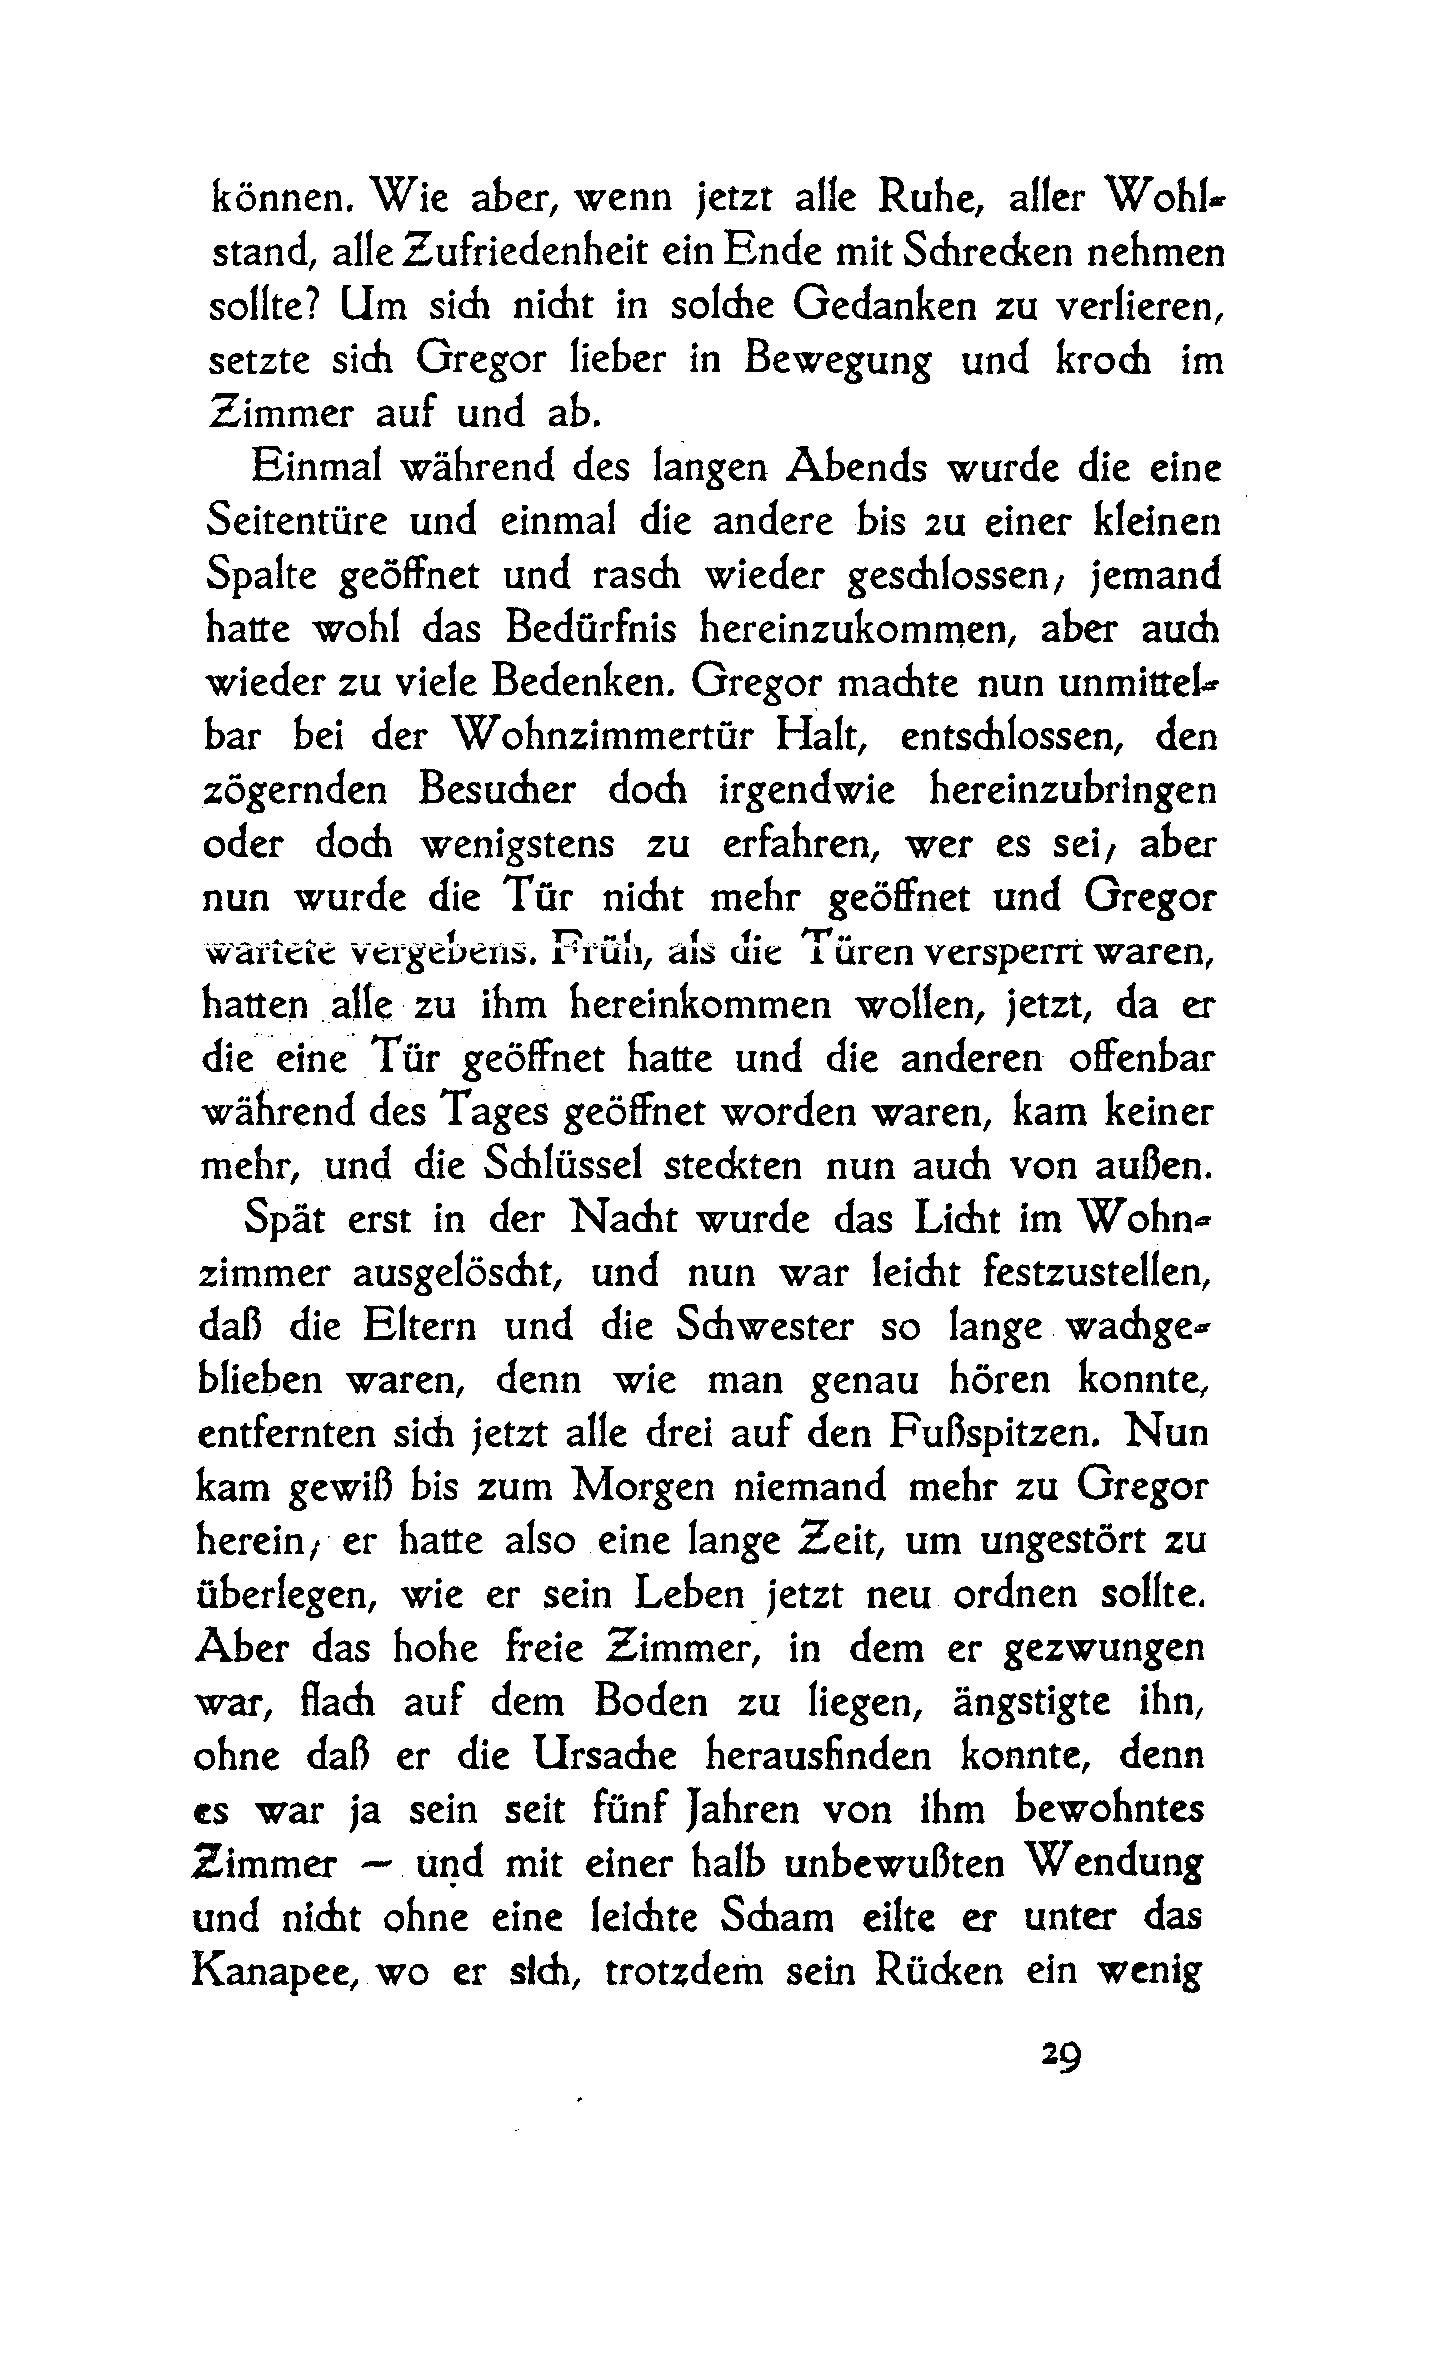 können. Wie aber, wenn jetzt alle Ruhe, aller Wohl-
stand, alle Zufriedenheit ein Ende mit Schrecken nehmen
sollte? Um sich nicht in solche Gedanken zu verlieren,
setzte sich Gregor lieber in Bewegung und kroch im
Zimmer auf und ab.
Einmal während des langen Abends wurde die eine
Seitentüre und einmal die andere bis zu einer kleinen
Spalte geöffnet und rasch wieder geschlossen; jemand
hatte wohl das Bedürfnis hereinzukommen, aber auch
wieder zu viele Bedenken. Gregor machte nun unmittel-
bar bei der Wohnzimmertür Halt, entschlossen, den
zögernden Besucher doch irgendwie hereinzubringen
oder doch wenigstens zu erfahren, wer es sei; aber
nun wurde die Tür nicht mehr geöffnet und Gregor
wartete vergebens. Früh, als die Türen versperrt waren,
hatten alle zu ihm hereinkommen wollen, jetzt, da er
die eine Tür geöffnet hatte und die anderen offenbar
während des Tages geöffnet worden waren, kam keiner
mehr, und die Schlüssel steckten nun auch von außen.
Spät erst in der Nacht wurde das Licht im Wohn-
zimmer ausgelöscht, und nun war leicht festzustellen,
daß die Eltern und die Schwester so lange wachge-
blieben waren, denn wie man genau hören konnte,
entfernten sich jetzt alle drei auf den Fußspitzen. Nun
kam gewiß bis zum Morgen niemand mehr zu Gregor
herein; er hatte also eine lange Zeit, um ungestört zu
überlegen, wie er sein Leben jetzt neu ordnen sollte.
Aber das hohe freie Zimmer, in dem er gezwungen
war, flach auf dem Boden zu liegen, ängstigte ihn,
ohne daß er die Ursache herausfinden konnte, denn
es war ja sein seit fünf Jahren von ihm bewohntes
Zimmer — und mit einer halb unbewußten Wendung
und nicht ohne eine leichte Scham eilte er unter das
Kanapee, wo er sich, trotzdem sein Rücken ein wenig
29